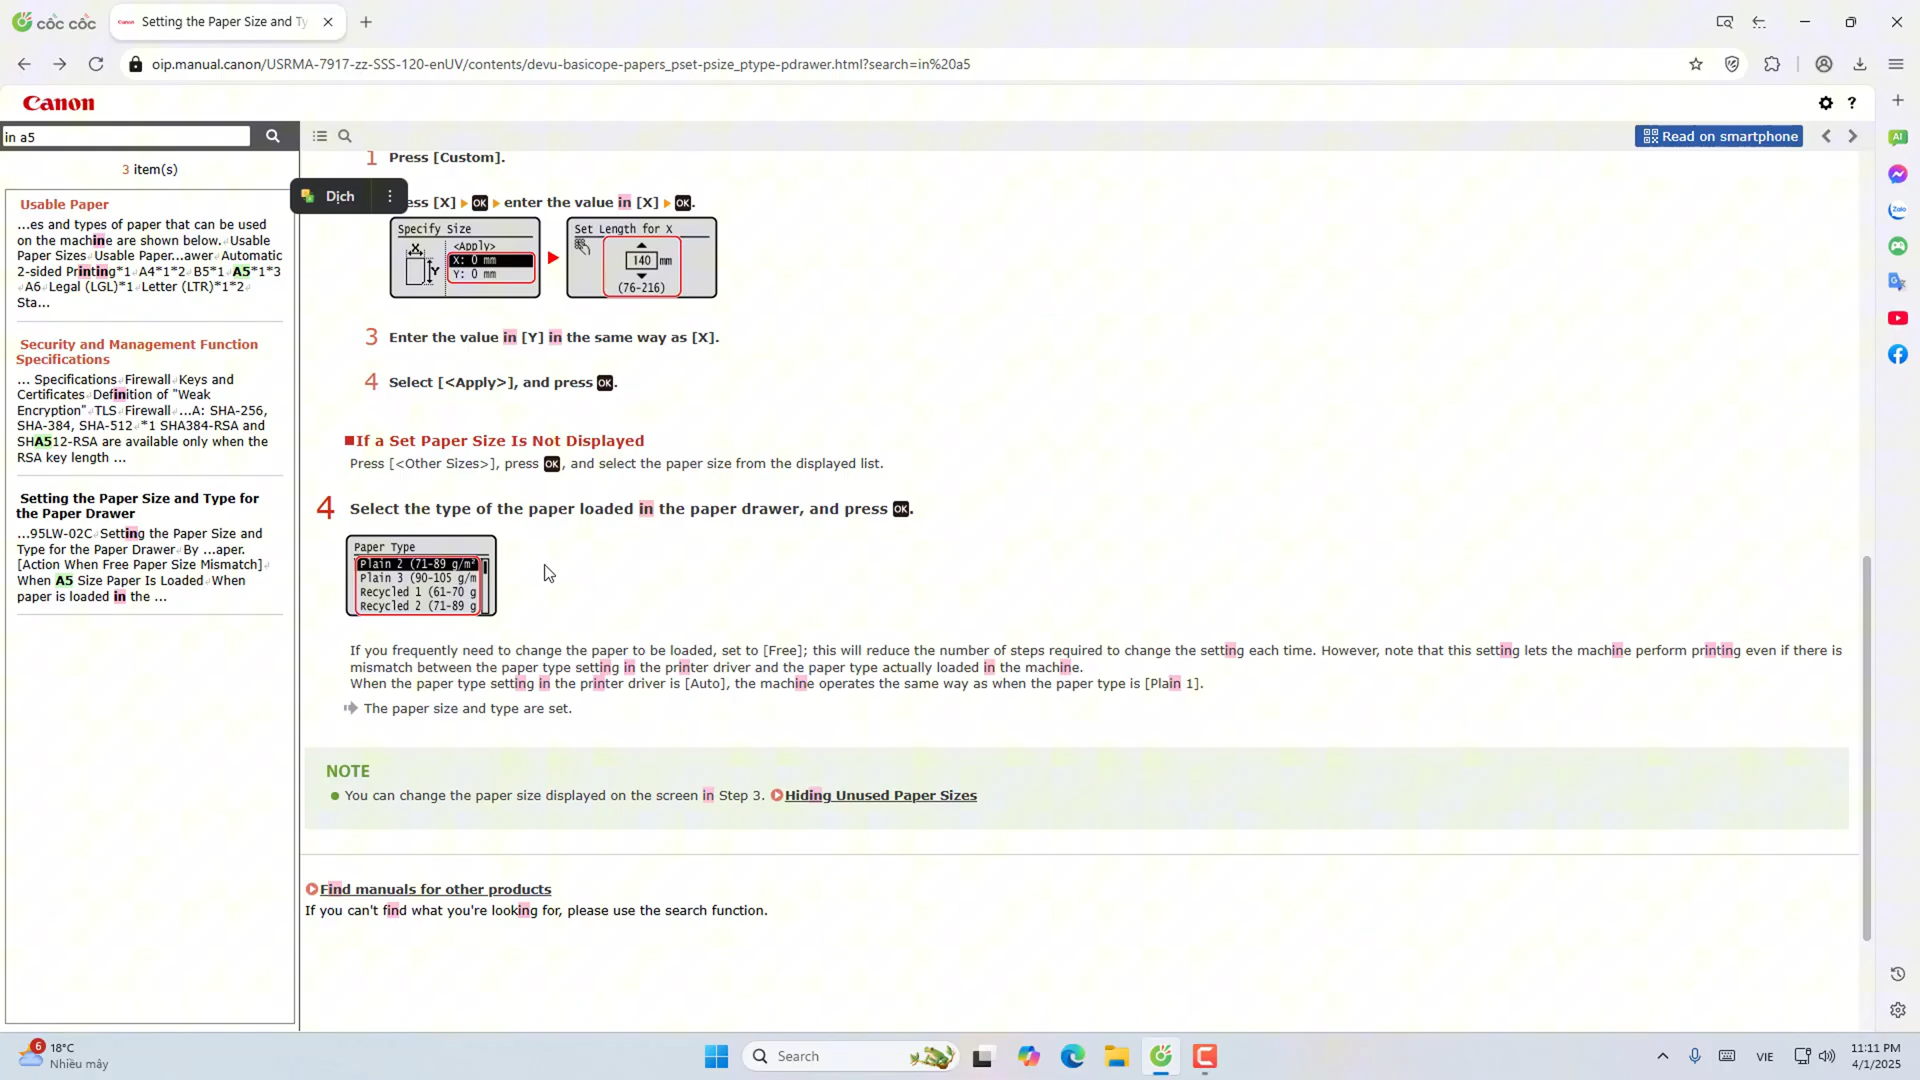 cốc cốc
Canon
Setting the Paper Size and Ty
oip.manual.canon/USRMA-7917-zz-SSS-120-enUV/contents/devu-basicope-papers_pset-psize_ptype-pdrawer.html?search=in%20a5
Canon
in a5
Read on smartphone
3 item(s)
Usable Paper
...es and types of paper that can be used
on the machine are shown below. Usable
Paper Sizes Usable Paper...awer Automatic
2-sided Printing*1 A4*1*2 B5*1 A5*1*3
A6 Legal (LGL)*1 Letter (LTR)*1*2
Sta...
Security and Management Function
Specifications
... Specifications Firewall Keys and
Certificates Definition of "Weak
Encryption" TLS Firewall ...A: SHA-256,
SHA-384, SHA-512 *1 SHA384-RSA and
SHA512-RSA are available only when the
RSA key length ...
Setting the Paper Size and Type for
the Paper Drawer
...95LW-02C Setting the Paper Size and
Type for the Paper Drawer By ...aper.
[Action When Free Paper Size Mismatch]
When A5 Size Paper Is Loaded When
paper is loaded in the ...
Dịch
1 Press [Custom].
ess [X] OK enter the value in [X] OK.
Specify Size
<Apply>
X: 0 mm
Y: 0 mm
X
Y
Set Length for X
140 mm
(76-216)
3 Enter the value in [Y] in the same way as [X].
4 Select [<Apply>], and press OK.
If a Set Paper Size Is Not Displayed
Press [<Other Sizes>], press OK, and select the paper size from the displayed list.
4 Select the type of the paper loaded in the paper drawer, and press OK.
Paper Type
Plain 2 (71-89 g/m²
Plain 3 (90-105 g/m
Recycled 1 (61-70 g
Recycled 2 (71-89 g
If you frequently need to change the paper to be loaded, set to [Free]; this will reduce the number of steps required to change the setting each time. However, note that this setting lets the machine perform printing even if there is
mismatch between the paper type setting in the printer driver and the paper type actually loaded in the machine.
When the paper type setting in the printer driver is [Auto], the machine operates the same way as when the paper type is [Plain 1].
The paper size and type are set.
NOTE
You can change the paper size displayed on the screen in Step 3. Hiding Unused Paper Sizes
Find manuals for other products
If you can't find what you're looking for, please use the search function.
AI
Zalo
6
18°C
Nhiều mây
Search
VIE
11:11 PM
4/1/2025